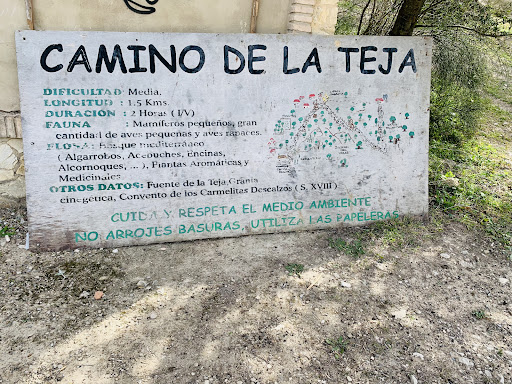 CAMINO DE LA TEJA
DIFICULTAD: Media.
LONGITUD : 1.5 Kms.
DURACIÓN : 2 Horas ( I/V )
FAUNA : Mamíferos pequeños, gran
cantidad de aves pequeñas y aves rapaces.
FLORA: Bosque mediterráneo
( Algarrobos, Acebuches, Encinas,
Alcornoques, ... ), Plantas Aromáticas y
Medicinales
OTROS DATOS: Fuente de la Teja Granja
cinegética, Convento de los Carmelitas Descalzos ( S. XVIII )
CUIDA Y RESPETA EL MEDIO AMBIENTE
NO ARROJES BASURAS, UTILIZA LAS PAPELERAS